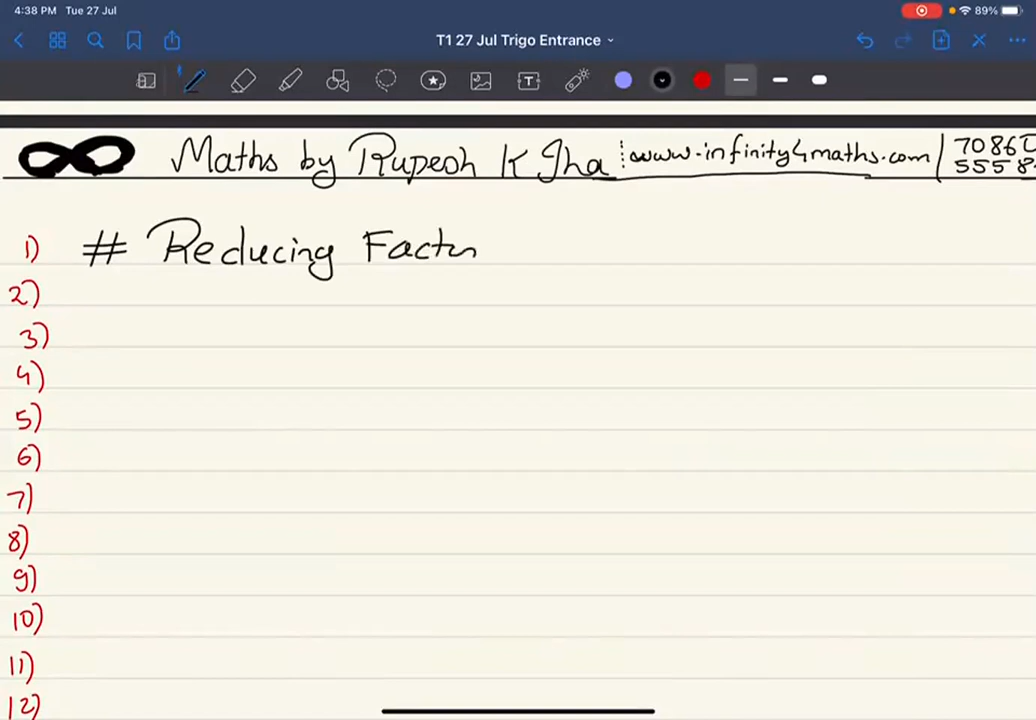 4:38 PM Tue 27 Jul 89%
T1 27 Jul Trigo Entrance
T
Maths by Rupesh K Jha www.infinity4maths.com
1) # Reducing Factor
2)
3)
4)
5)
6)
7)
8)
9)
10)
11)
12)